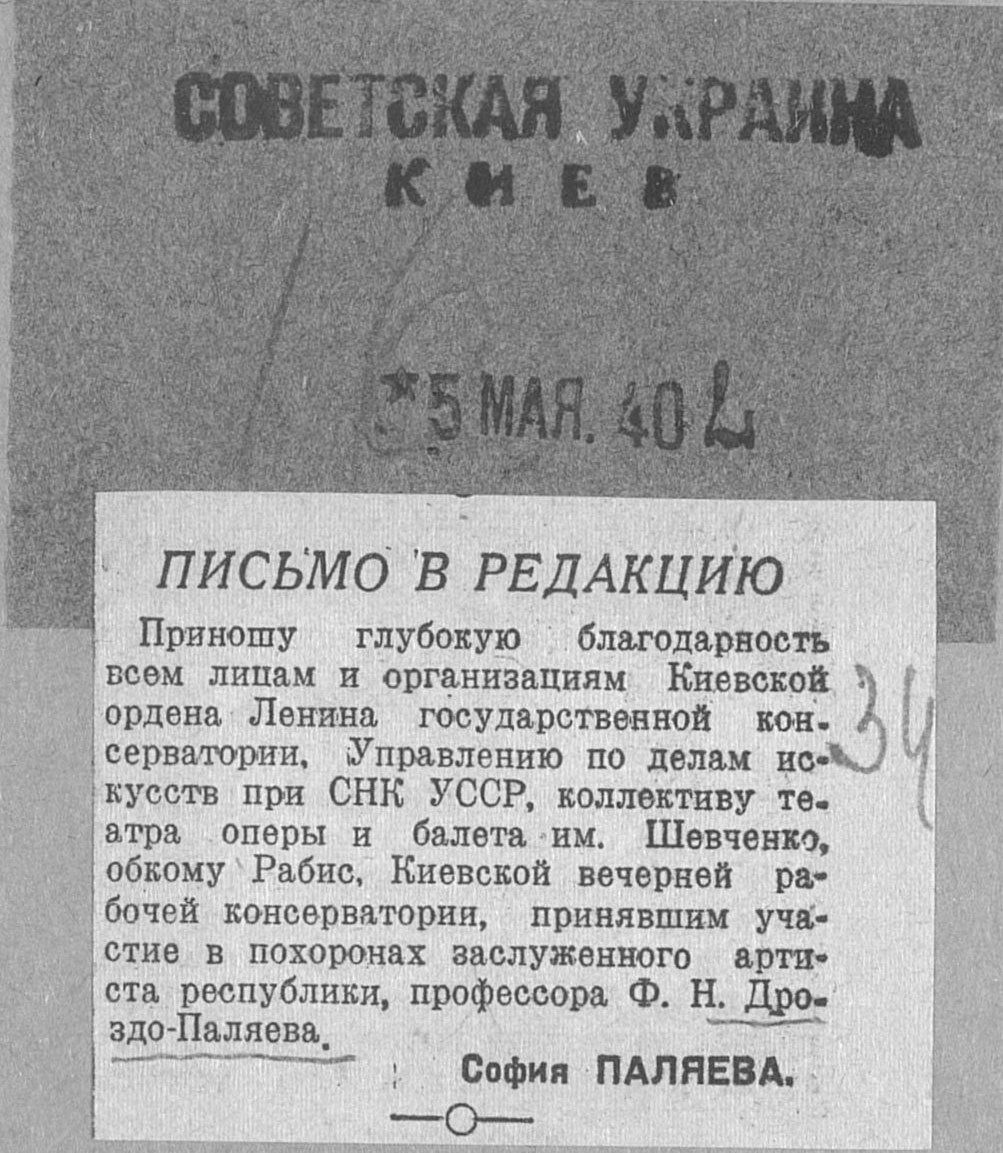 СОВЕТСКАЯ УКРАИНА
КИЕВ
5 МАЯ. 40
ПИСЬМО В РЕДАКЦИЮ
Приношу глубокую благодарность
всем лицам и организациям Киевской
ордена Ленина государственной кон-
серватории, Управлению по делам ис-
кусств при СНК УССР, коллективу те-
атра оперы и балета им. Шевченко,
обкому Рабис, Киевской вечерней ра-
бочей консерватории, принявшим уча-
стие в похоронах заслуженного арти-
ста республики, профессора Ф. Н. Дро-
здо-Паляева.
София ПАЛЯЕВА.
34